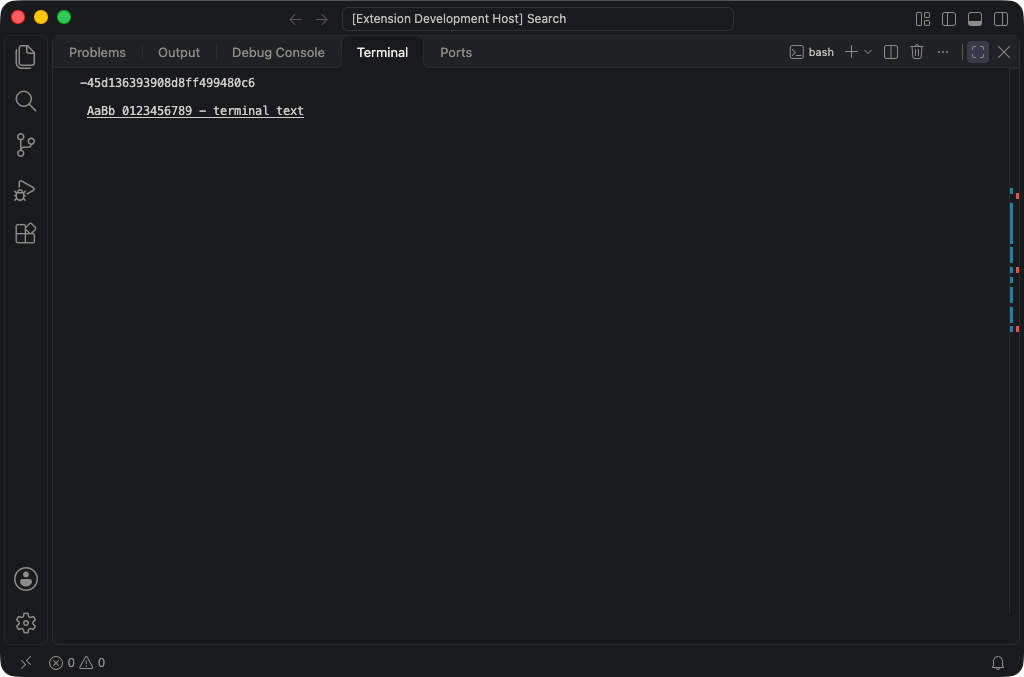 [Extension Development Host] Search
Problems Output Debug Console Terminal Ports bash
—45d136393908d8ff499480c6
AaBb 0123456789 — terminal text
0 0